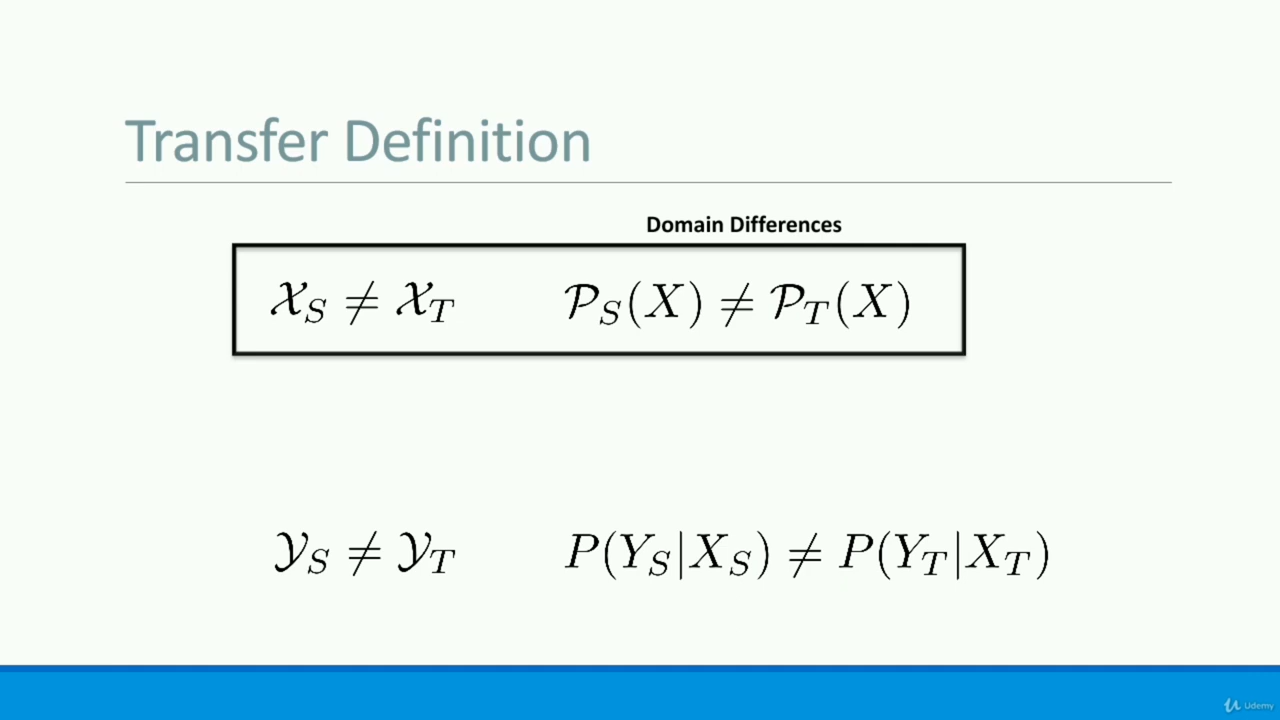 Transfer Definition
Domain Differences
𝒳_S ≠ 𝒳_T 𝒫_S(X) ≠ 𝒫_T(X)
𝒴_S ≠ 𝒴_T P(Y_S|X_S) ≠ P(Y_T|X_T)
Udemy